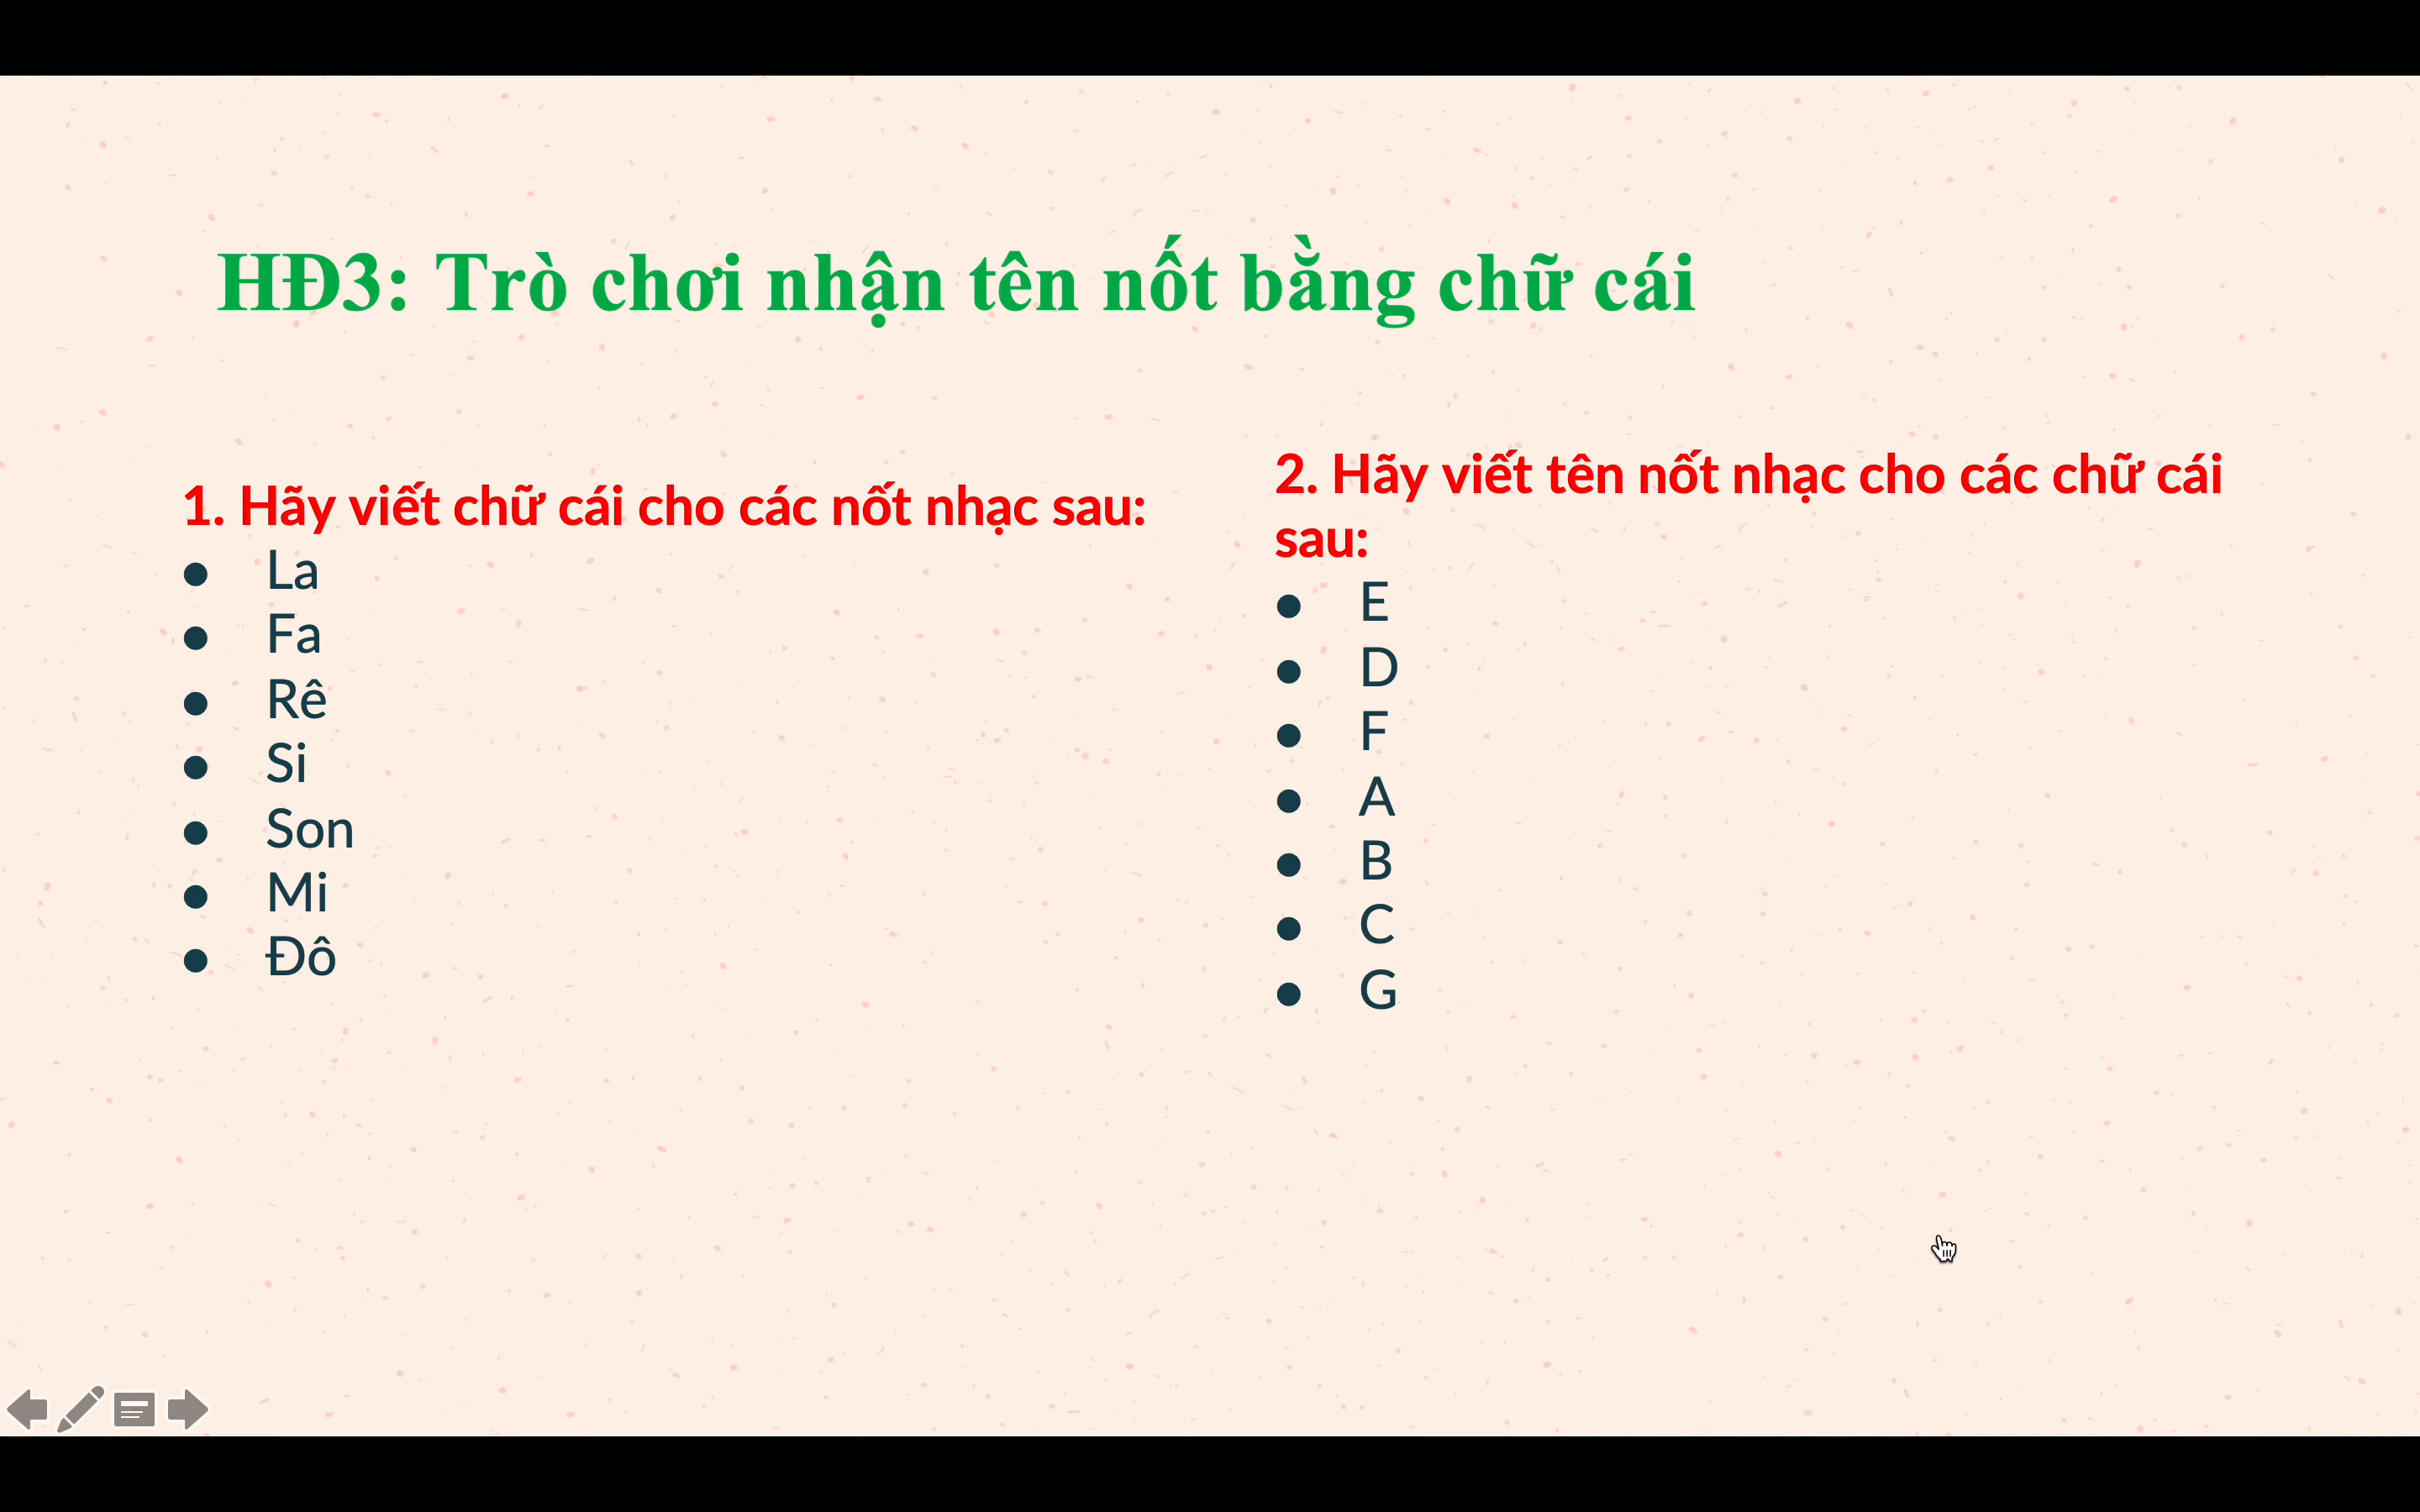 HĐ3: Trò chơi nhận tên nốt bằng chữ cái
1. Hãy viết chữ cái cho các nốt nhạc sau:
● La
● Fa
● Rê
● Si
● Son
● Mi
● Đô
2. Hãy viết tên nốt nhạc cho các chữ cái
sau:
● E
● D
● F
● A
● B
● C
● G